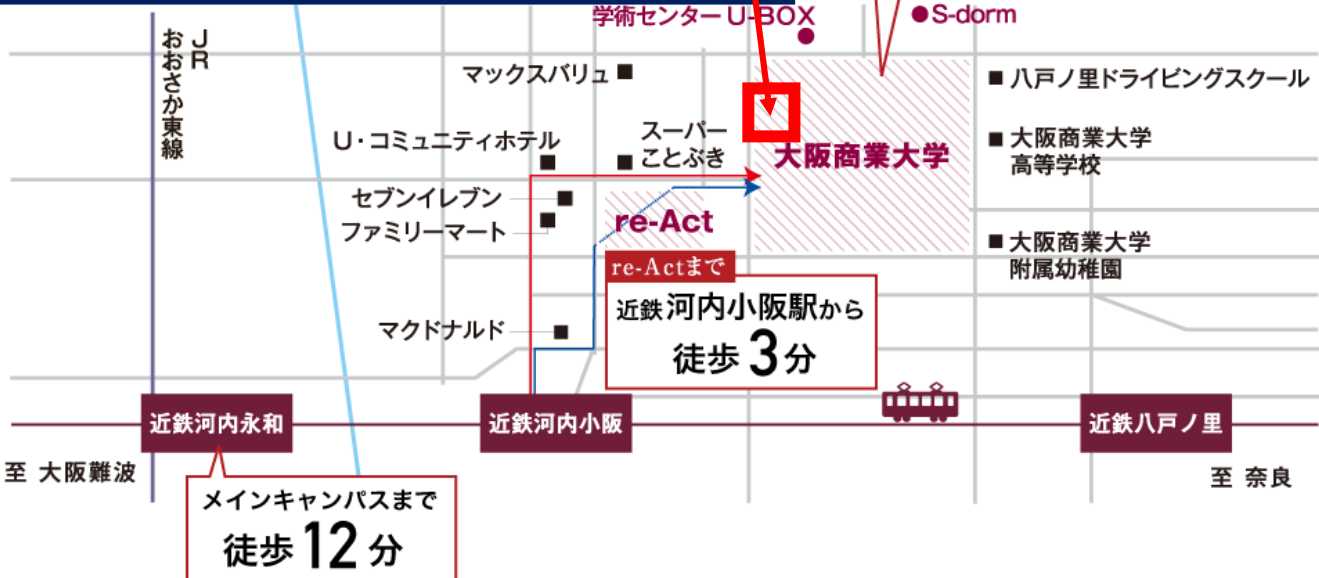 学術センター U-BOX
S-dorm
JR
おおさか東線
マックスバリュ
八戸ノ里ドライビングスクール
U・コミュニティホテル
スーパー
ことぶき
大阪商業大学
大阪商業大学
高等学校
セブンイレブン
ファミリーマート
re-Act
大阪商業大学
附属幼稚園
re-Actまで
近鉄河内小阪駅から
徒歩3分
マクドナルド
近鉄河内永和
近鉄河内小阪
近鉄八戸ノ里
至 大阪難波
至 奈良
メインキャンパスまで
徒歩12分